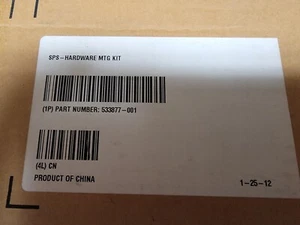 SPS-HARDWARE MTG KIT
(1P) PART NUMBER: 533877-001
(4L) CN
PRODUCT OF CHINA
1-25-12